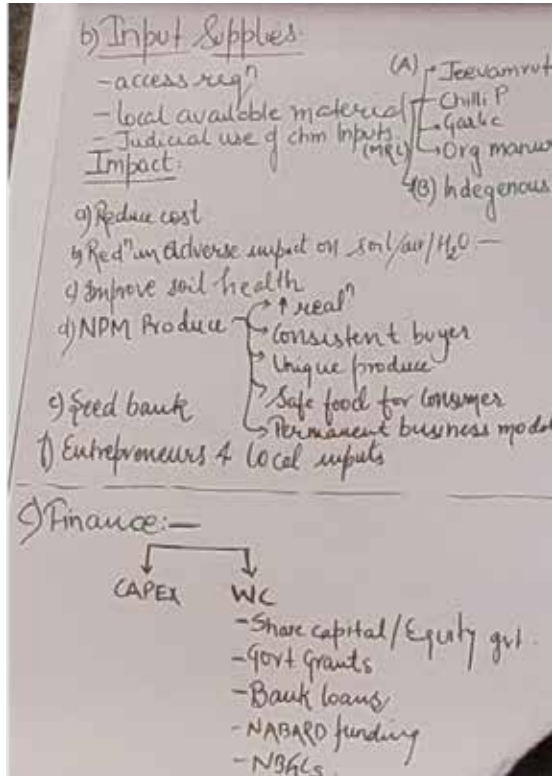 b) Input Supplies.
- access reqⁿ
- local available material
(A) Jeevamrut
Chilli P
Garlic
Org manur
- Judicial use of chm Inputs. (MRL)
(B) Indegenous
Impact:
a) Reduce cost
b) Redⁿ in Adverse impact on soil/air/H₂O —
c) Improve soil health
d) NPM Produce
↑ realⁿ
Consistent buyer
Unique produce
Safe food for consumer
Permanent business model
e) Seed bank
f) Entrepreneurs 4 local inputs
c) Finance:—
CAPEX WC
- Share capital/Equity grt.
- Govt Grants
- Bank loans
- NABARD funding